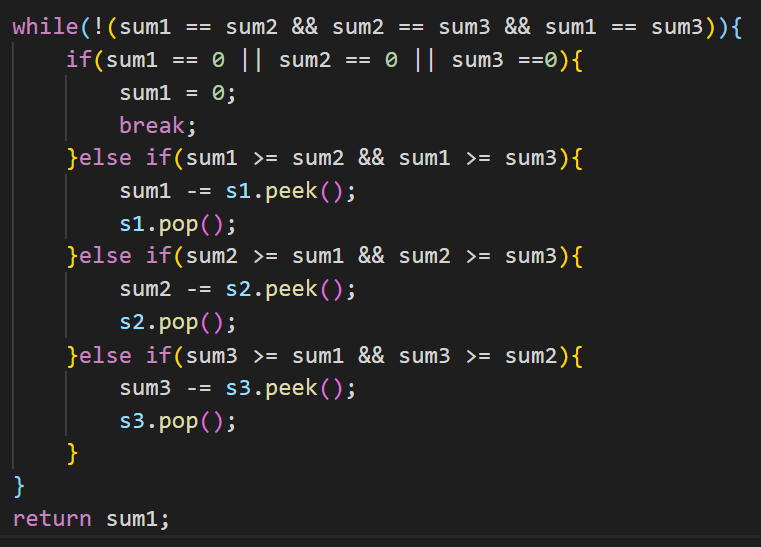 while(!(sum1 == sum2 && sum2 == sum3 && sum1 == sum3)){
    if(sum1 == 0 || sum2 == 0 || sum3 ==0){
        sum1 = 0;
        break;
    }else if(sum1 >= sum2 && sum1 >= sum3){
        sum1 -= s1.peek();
        s1.pop();
    }else if(sum2 >= sum1 && sum2 >= sum3){
        sum2 -= s2.peek();
        s2.pop();
    }else if(sum3 >= sum1 && sum3 >= sum2){
        sum3 -= s3.peek();
        s3.pop();
    }
}
return sum1;